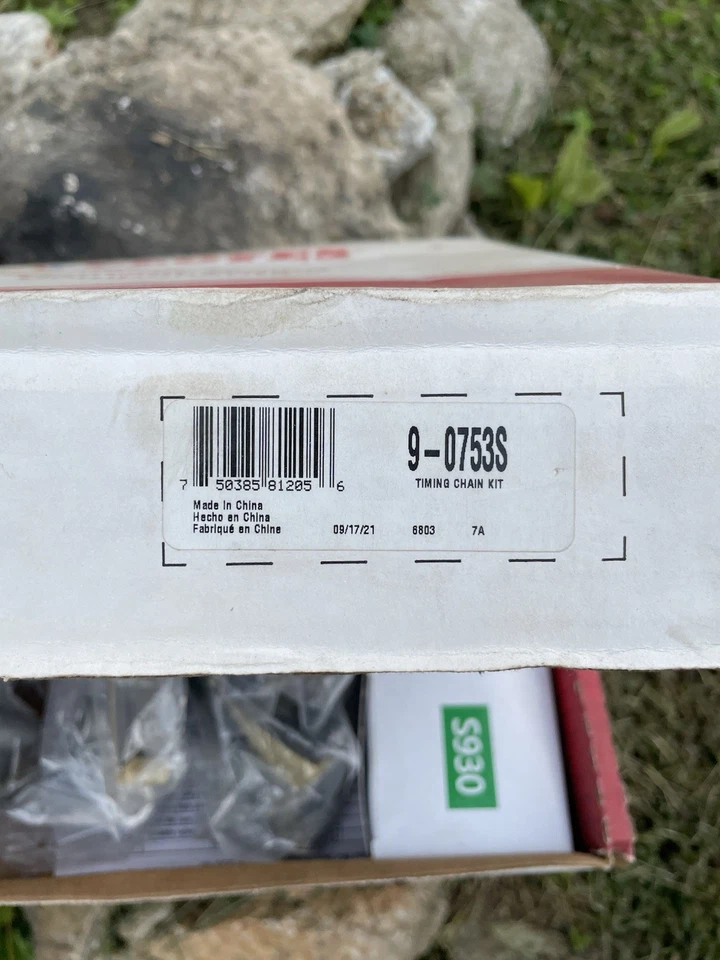 9-0753S
TIMING CHAIN KIT
7 50385 81205 6
Made in China
Hecho en China
Fabriqué en Chine
09/17/21 6803 7A
S930